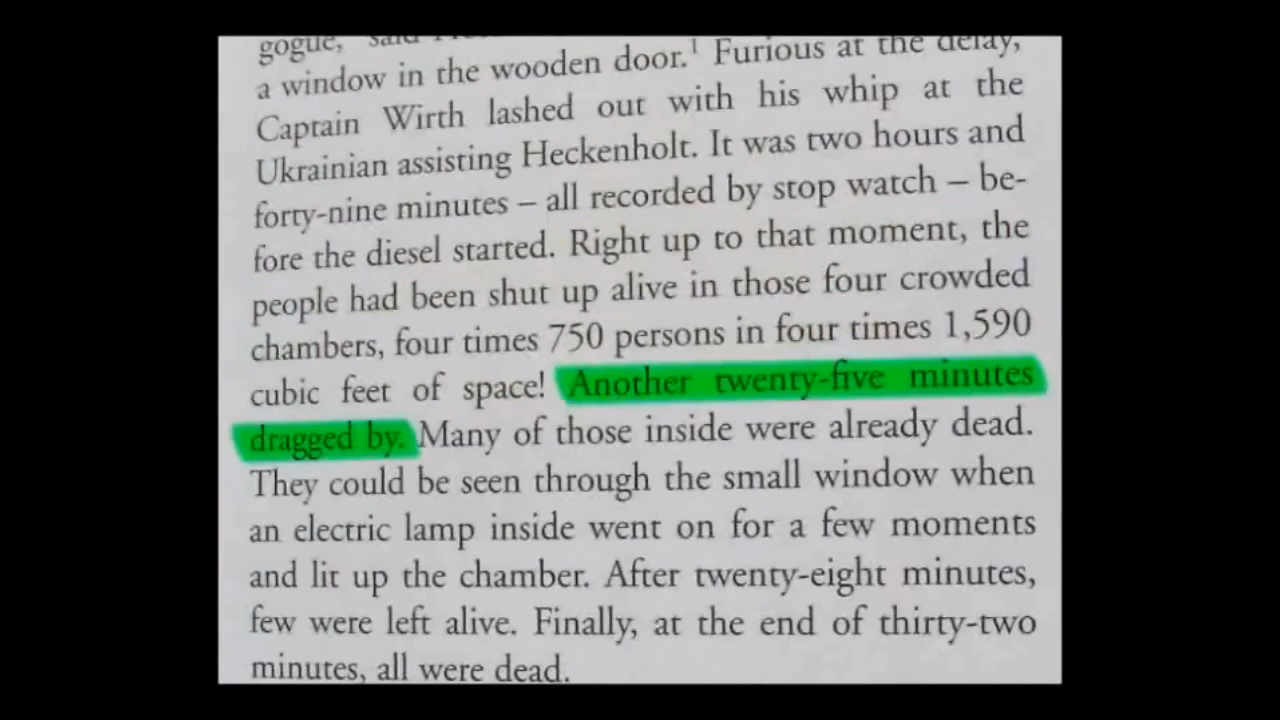 gogue, said
a window in the wooden door.¹ Furious at the delay,
Captain Wirth lashed out with his whip at the
Ukrainian assisting Heckenholt. It was two hours and
forty-nine minutes – all recorded by stop watch – be-
fore the diesel started. Right up to that moment, the
people had been shut up alive in those four crowded
chambers, four times 750 persons in four times 1,590
cubic feet of space! Another twenty-five minutes
dragged by. Many of those inside were already dead.
They could be seen through the small window when
an electric lamp inside went on for a few moments
and lit up the chamber. After twenty-eight minutes,
few were left alive. Finally, at the end of thirty-two
minutes, all were dead.